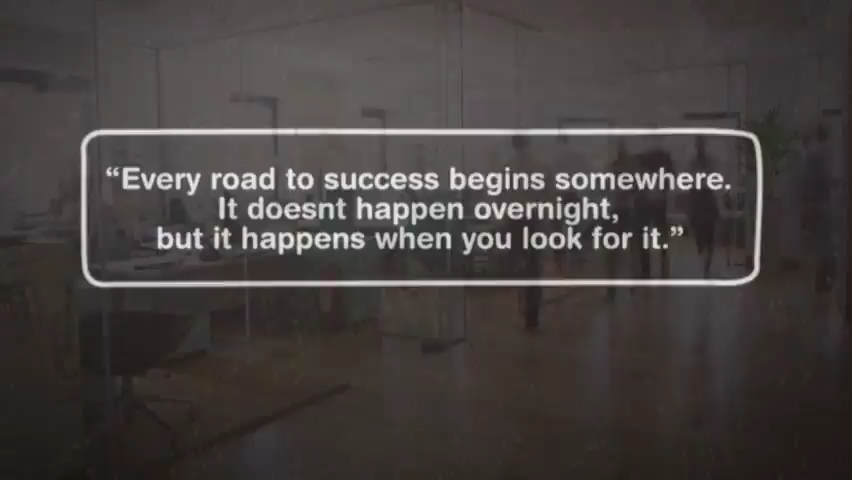 “Every road to success begins somewhere.
It doesnt happen overnight,
but it happens when you look for it.”